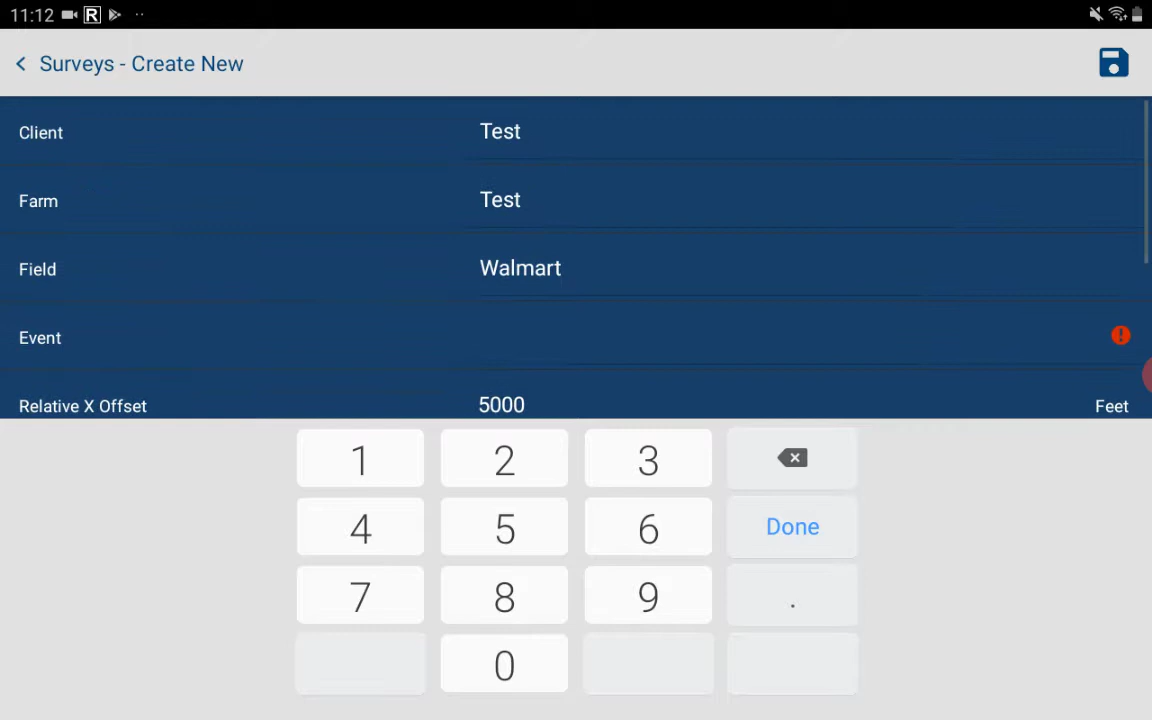 11:12 R
Surveys - Create New
Client Test
Farm Test
Field Walmart
Event !
Relative X Offset 5000 Feet
1 2 3
4 5 6 Done
7 8 9 .
0